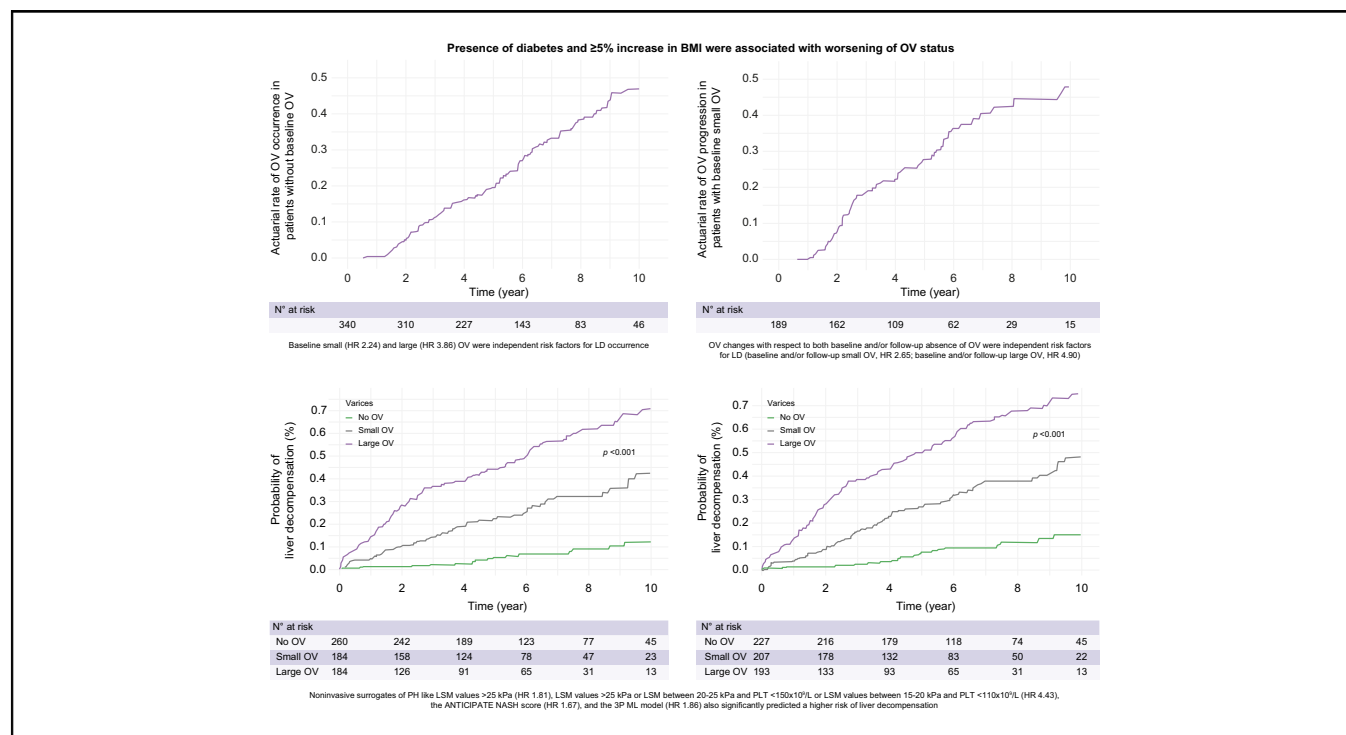 Presence of diabetes and ≥5% increase in BMI were associated with worsening of OV status
Actuarial rate of OV occurrence in
patients without baseline OV
0.5
0.4
0.3
0.2
0.1
0.0
0 2 4 6 8 10
Time (year)
N° at risk
340 310 227 143 83 46
Baseline small (HR 2.24) and large (HR 3.86) OV were independent risk factors for LD occurrence
Actuarial rate of OV progression in
patients with baseline small OV
0.5
0.4
0.3
0.2
0.1
0.0
0 2 4 6 8 10
Time (year)
N° at risk
189 162 109 62 29 15
OV changes with respect to both baseline and/or follow-up absence of OV were independent risk factors
for LD (baseline and/or follow-up small OV, HR 2.65; baseline and/or follow-up large OV, HR 4.90)
Probability of
liver decompensation (%)
0.7
0.6
0.5
0.4
0.3
0.2
0.1
0.0
Varices
No OV
Small OV
Large OV
p <0.001
0 2 4 6 8 10
Time (year)
N° at risk
No OV 260 242 189 123 77 45
Small OV 184 158 124 78 47 23
Large OV 184 126 91 65 31 13
Probability of
liver decompensation (%)
0.7
0.6
0.5
0.4
0.3
0.2
0.1
0.0
Varices
No OV
Small OV
Large OV
p <0.001
0 2 4 6 8 10
Time (year)
N° at risk
No OV 227 216 179 118 74 45
Small OV 207 178 132 83 50 22
Large OV 193 133 93 65 31 13
Noninvasive surrogates of PH like LSM values >25 kPa (HR 1.81), LSM values >25 kPa or LSM between 20-25 kPa and PLT <150x10⁹/L or LSM values between 15-20 kPa and PLT <110x10⁹/L (HR 4.43),
the ANTICIPATE NASH score (HR 1.67), and the 3P ML model (HR 1.86) also significantly predicted a higher risk of liver decompensation